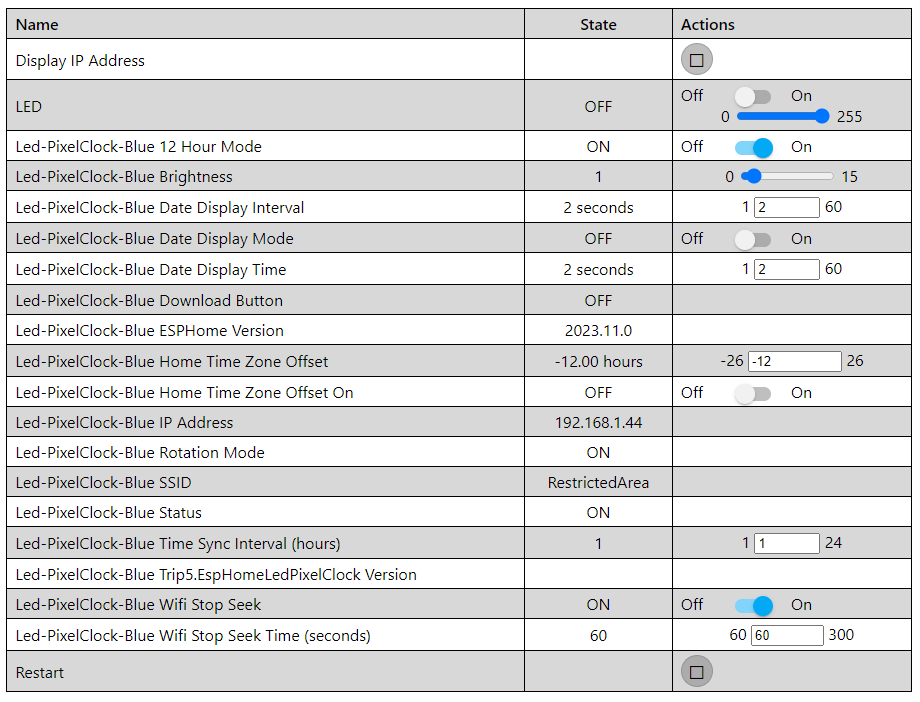 Name State Actions
Display IP Address
LED OFF Off On
0 255
Led-PixelClock-Blue 12 Hour Mode ON Off On
Led-PixelClock-Blue Brightness 1 0 15
Led-PixelClock-Blue Date Display Interval 2 seconds 1 2 60
Led-PixelClock-Blue Date Display Mode OFF Off On
Led-PixelClock-Blue Date Display Time 2 seconds 1 2 60
Led-PixelClock-Blue Download Button OFF
Led-PixelClock-Blue ESPHome Version 2023.11.0
Led-PixelClock-Blue Home Time Zone Offset -12.00 hours -26 -12 26
Led-PixelClock-Blue Home Time Zone Offset On OFF Off On
Led-PixelClock-Blue IP Address 192.168.1.44
Led-PixelClock-Blue Rotation Mode ON
Led-PixelClock-Blue SSID RestrictedArea
Led-PixelClock-Blue Status ON
Led-PixelClock-Blue Time Sync Interval (hours) 1 1 1 24
Led-PixelClock-Blue Trip5.EspHomeLedPixelClock Version
Led-PixelClock-Blue Wifi Stop Seek ON Off On
Led-PixelClock-Blue Wifi Stop Seek Time (seconds) 60 60 60 300
Restart